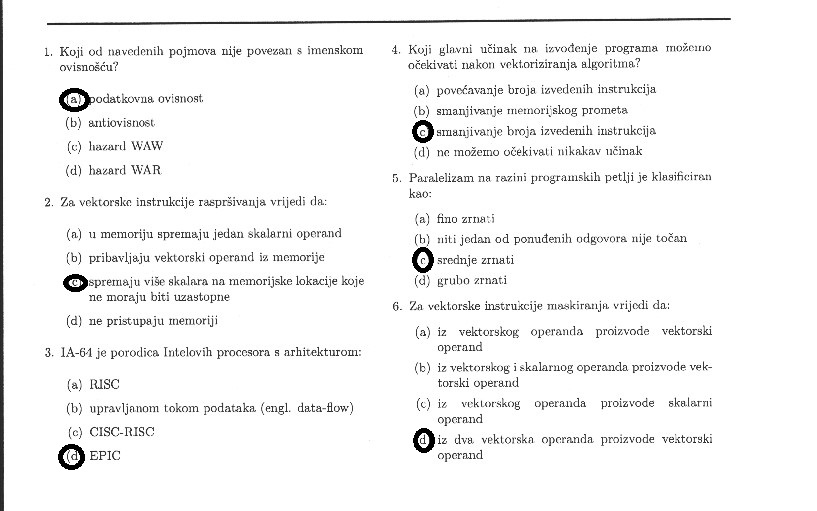 1. Koji od navedenih pojmova nije povezan s imenskom
ovisnošću?
(a) podatkovna ovisnost
(b) antiovisnost
(c) hazard WAW
(d) hazard WAR
2. Za vektorske instrukcije raspršivanja vrijedi da:
(a) u memoriju spremaju jedan skalarni operand
(b) pribavljaju vektorski operand iz memorije
(c) spremaju više skalara na memorijske lokacije koje
ne moraju biti uzastopne
(d) ne pristupaju memoriji
3. IA-64 je porodica Intelovih procesora s arhitekturom:
(a) RISC
(b) upravljanom tokom podataka (engl. data-flow)
(c) CISC-RISC
(d) EPIC
4. Koji glavni učinak na izvođenje programa možemo
očekivati nakon vektoriziranja algoritma?
(a) povećavanje broja izvedenih instrukcija
(b) smanjivanje memorijskog prometa
(c) smanjivanje broja izvedenih instrukcija
(d) ne možemo očekivati nikakav učinak
5. Paralelizam na razini programskih petlji je klasificiran
kao:
(a) fino zrnati
(b) niti jedan od ponuđenih odgovora nije točan
(c) srednje zrnati
(d) grubo zrnati
6. Za vektorske instrukcije maskiranja vrijedi da:
(a) iz vektorskog operanda proizvode vektorski
operand
(b) iz vektorskog i skalarnog operanda proizvode vek-
torski operand
(c) iz vektorskog operanda proizvode skalarni
operand
(d) iz dva vektorska operanda proizvode vektorski
operand